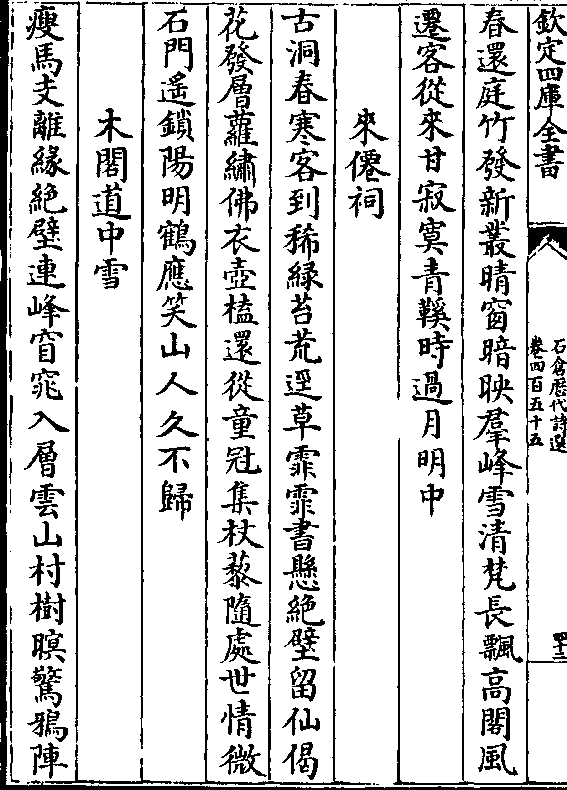 欽定四庫全書
石倉歷代詩選
卷四百五十五
四十三
春還庭竹發新叢晴窗暗映羣峰雪清梵長飄高閣風
遷客從來甘寂寞青鞵時過月明中
來僊祠
古洞春寒客到稀緑苔荒逕草霏霏書懸絶壁留仙偈
花發層蘿繡佛衣壺榼還從童冠集杖藜隨處世情微
石門遙鎖陽明鶴應笑山人久不歸
木閣道中雪
瘦馬支離緣絶壁連峰窅窕入層雲山村樹暝驚鴉陣